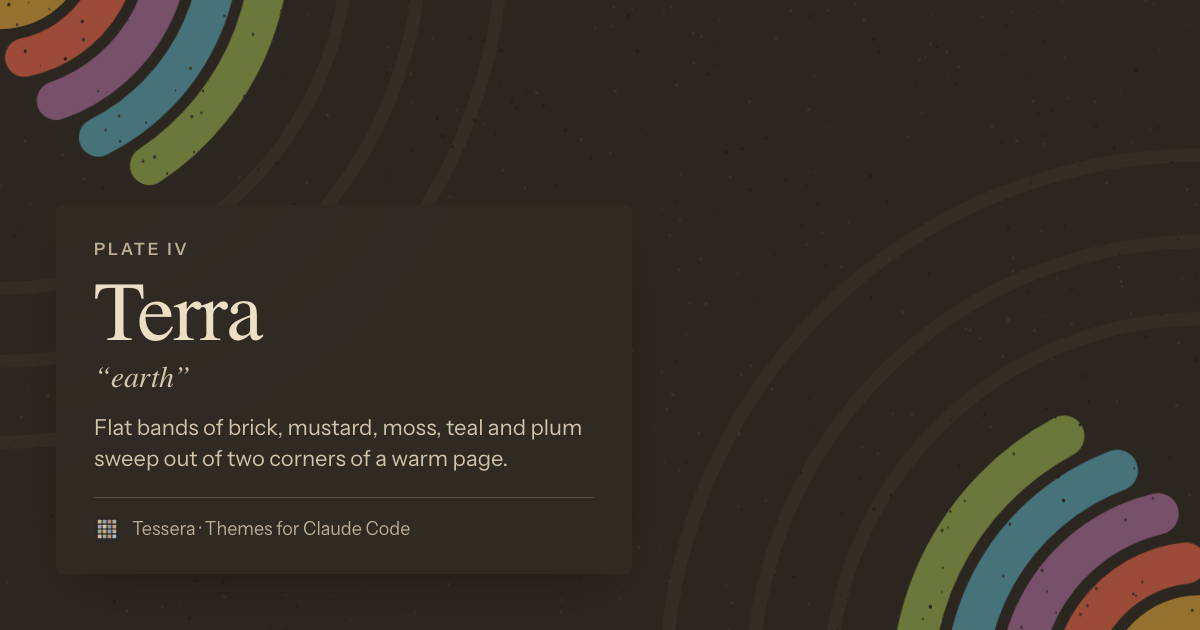 PLATE IV
Terra
“earth”
Flat bands of brick, mustard, moss, teal and plum
sweep out of two corners of a warm page.
Tessera · Themes for Claude Code